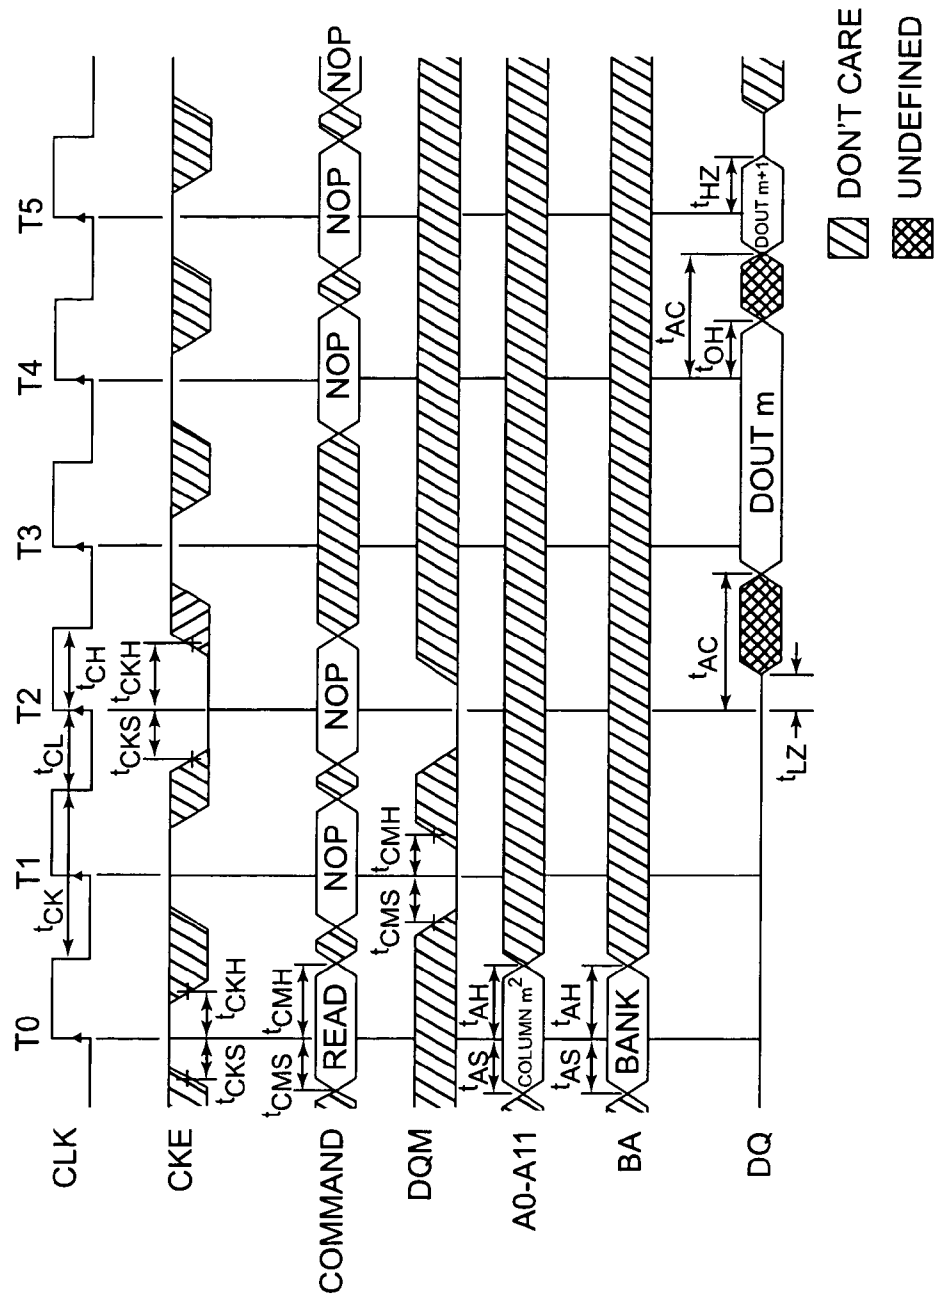 T0 T1 T2 T3 T4 T5
CLK
tCK tCL tCH
CKE
tCKS tCKH tCKS tCKH
COMMAND READ NOP NOP NOP NOP NOP
tCMS tCMH
tCMS tCMH
DQM
tAS tAH
A0-A11 COLUMN m2
tAS tAH
BA BANK
tAC tAC
tOH tHZ
DQ DOUT m DOUT m+1
tLZ
DON'T CARE
UNDEFINED